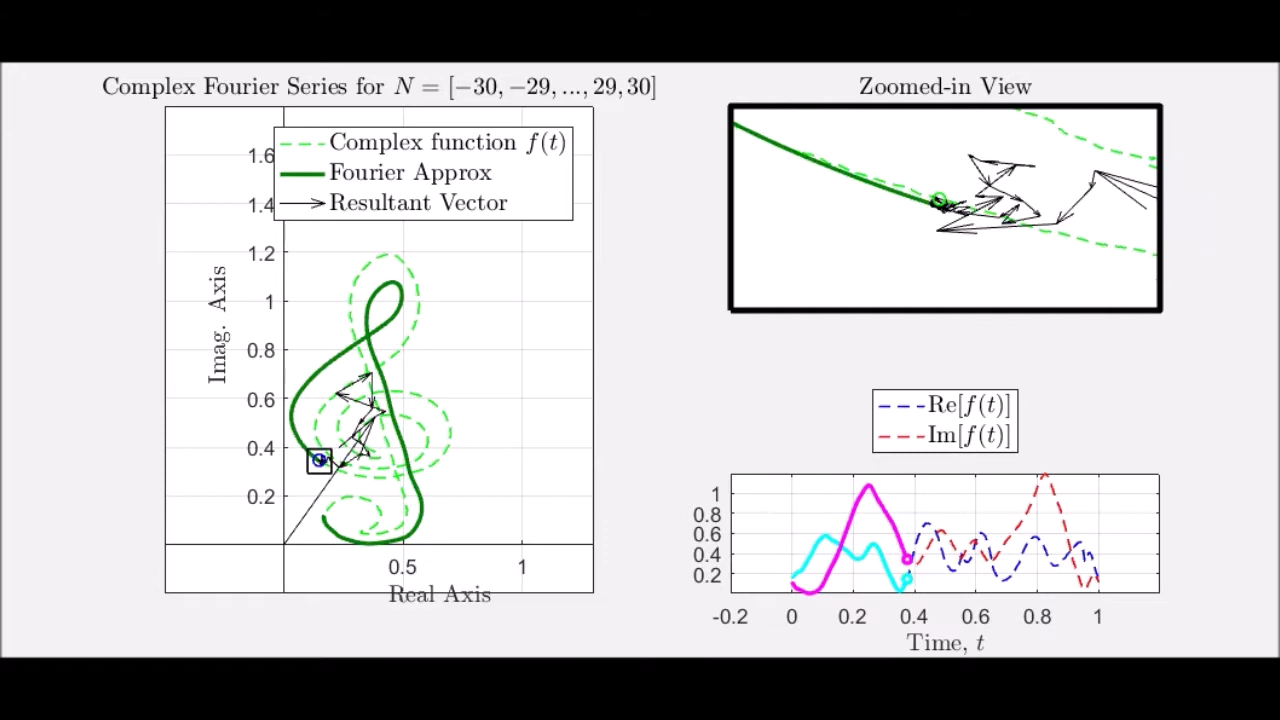 Complex Fourier Series for N = [−30, −29, ..., 29, 30]
Complex function f(t)
Fourier Approx
Resultant Vector
1.6
1.4
1.2
1
0.8
0.6
0.4
0.2
0.5
1
Imag. Axis
Real Axis
Zoomed-in View
Re[f(t)]
Im[f(t)]
1
0.8
0.6
0.4
0.2
-0.2 0 0.2 0.4 0.6 0.8 1
Time, t